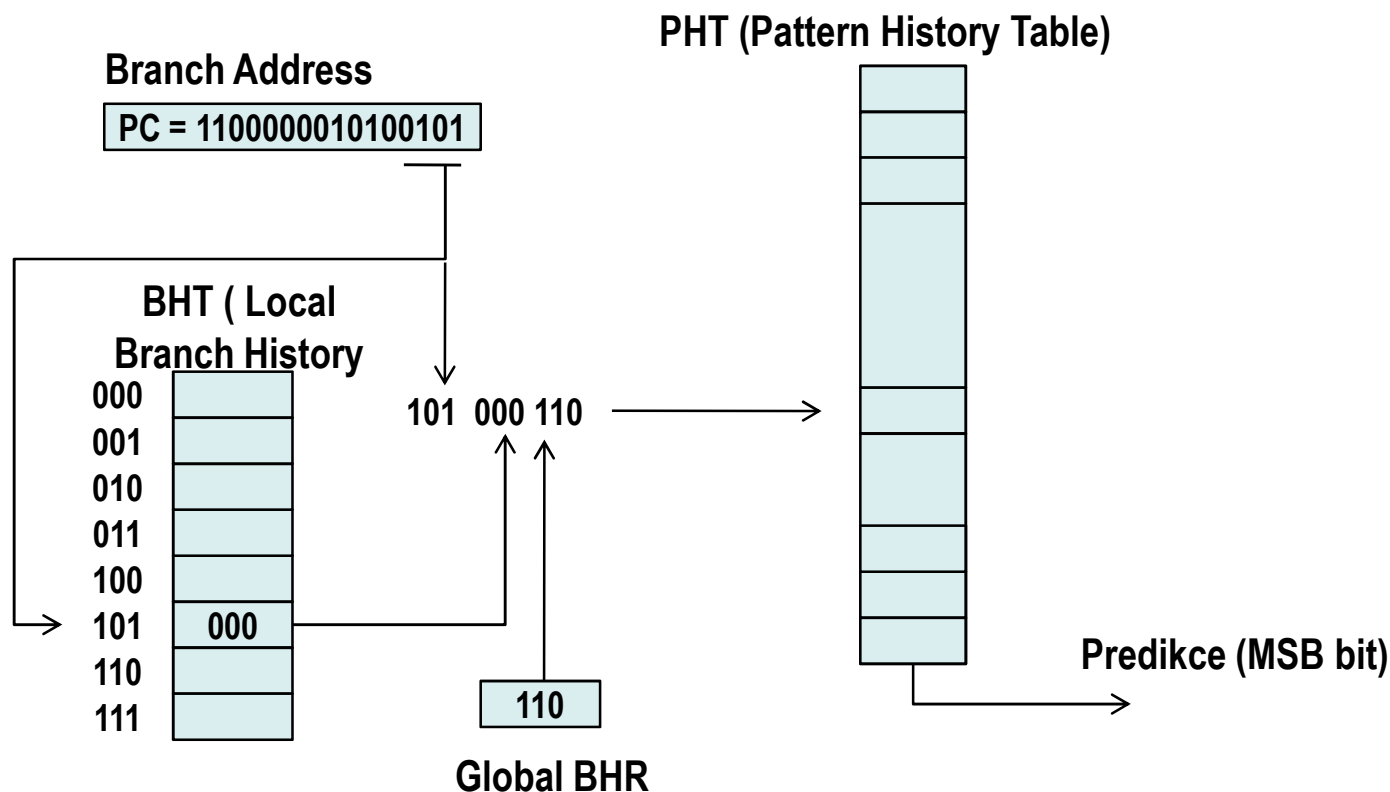 PHT (Pattern History Table)
Branch Address
PC = 1100000010100101
BHT ( Local
Branch History
000
001
010
011
100
101
110
111
000
101 000 110
110
Global BHR
Predikce (MSB bit)